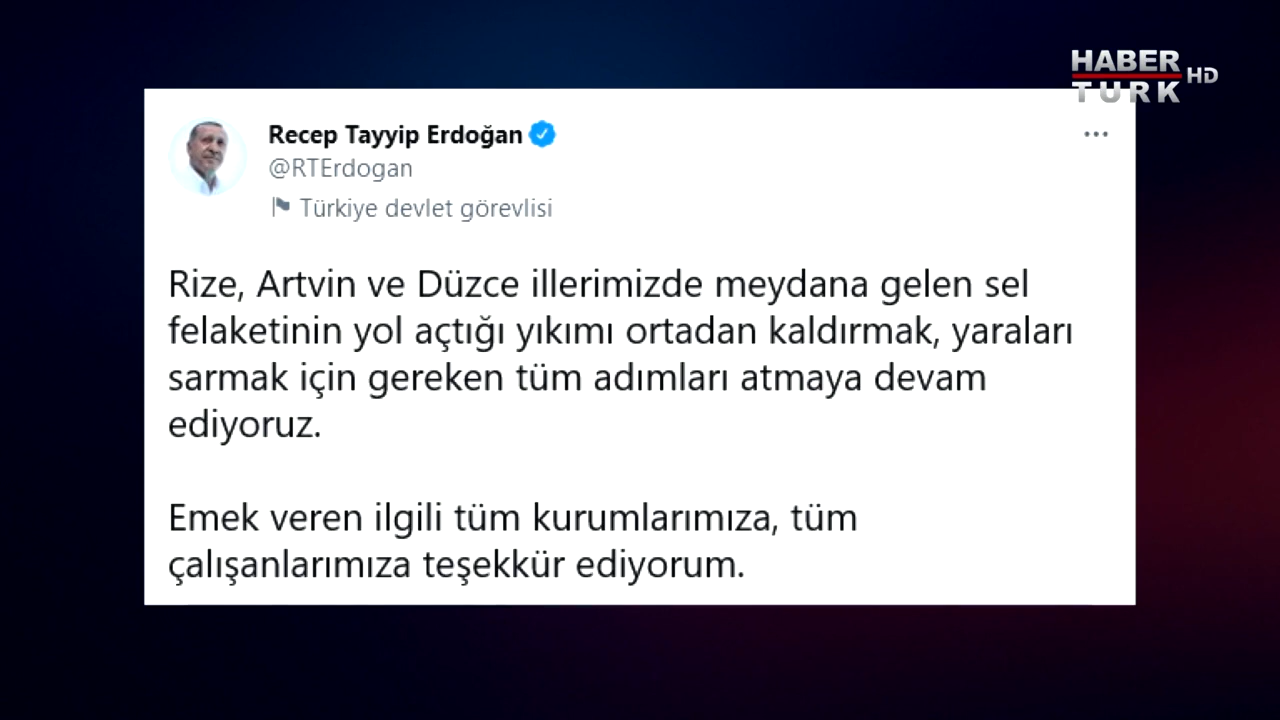 HABER
TURK HD
Recep Tayyip Erdoğan
@RTErdogan
Türkiye devlet görevlisi
Rize, Artvin ve Düzce illerimizde meydana gelen sel
felaketinin yol açtığı yıkımı ortadan kaldırmak, yaraları
sarmak için gereken tüm adımları atmaya devam
ediyoruz.
Emek veren ilgili tüm kurumlarımıza, tüm
çalışanlarımıza teşekkür ediyorum.